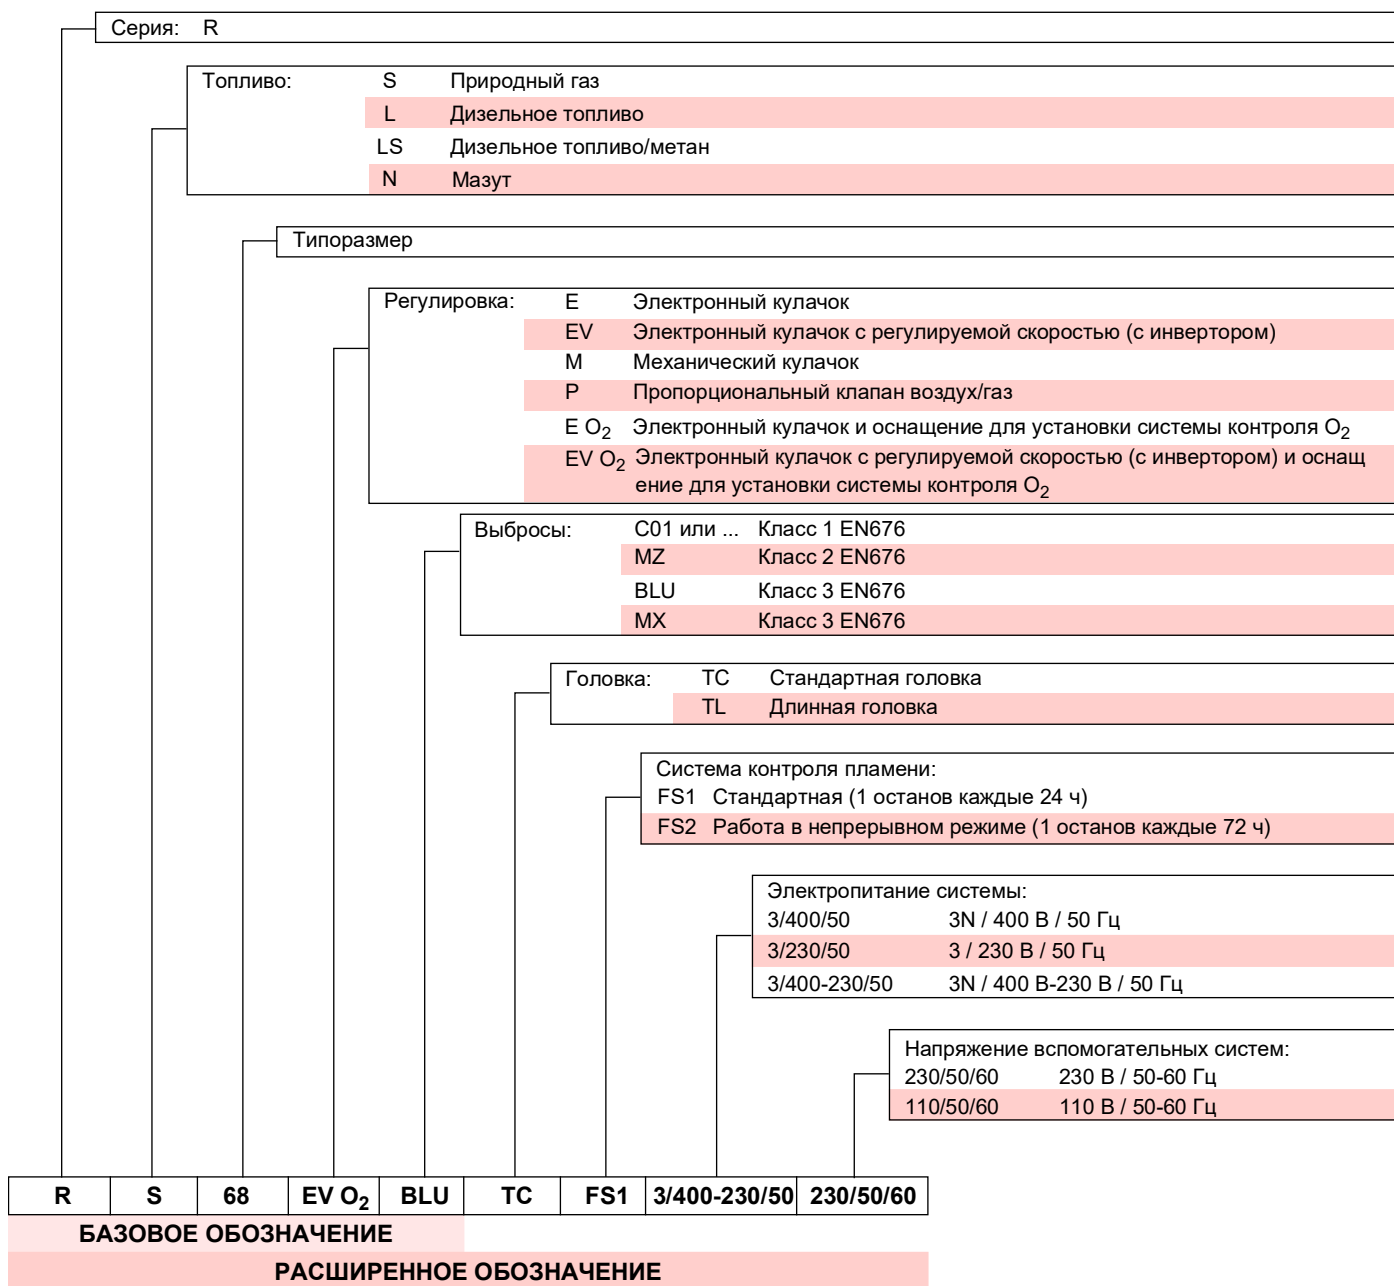 Серия: R
Топливо: S Природный газ
L Дизельное топливо
LS Дизельное топливо/метан
N Мазут
Типоразмер
Регулировка: E Электронный кулачок
EV Электронный кулачок с регулируемой скоростью (с инвертором)
M Механический кулачок
P Пропорциональный клапан воздух/газ
E O₂ Электронный кулачок и оснащение для установки системы контроля O₂
EV O₂ Электронный кулачок с регулируемой скоростью (с инвертором) и оснащ
ение для установки системы контроля O₂
Выбросы: C01 или ... Класс 1 EN676
MZ Класс 2 EN676
BLU Класс 3 EN676
MX Класс 3 EN676
Головка: TC Стандартная головка
TL Длинная головка
Система контроля пламени:
FS1 Стандартная (1 останов каждые 24 ч)
FS2 Работа в непрерывном режиме (1 останов каждые 72 ч)
Электропитание системы:
3/400/50 3N / 400 В / 50 Гц
3/230/50 3 / 230 В / 50 Гц
3/400-230/50 3N / 400 В-230 В / 50 Гц
Напряжение вспомогательных систем:
230/50/60 230 В / 50-60 Гц
110/50/60 110 В / 50-60 Гц
R S 68 EV O₂ BLU TC FS1 3/400-230/50 230/50/60
БАЗОВОЕ ОБОЗНАЧЕНИЕ
РАСШИРЕННОЕ ОБОЗНАЧЕНИЕ